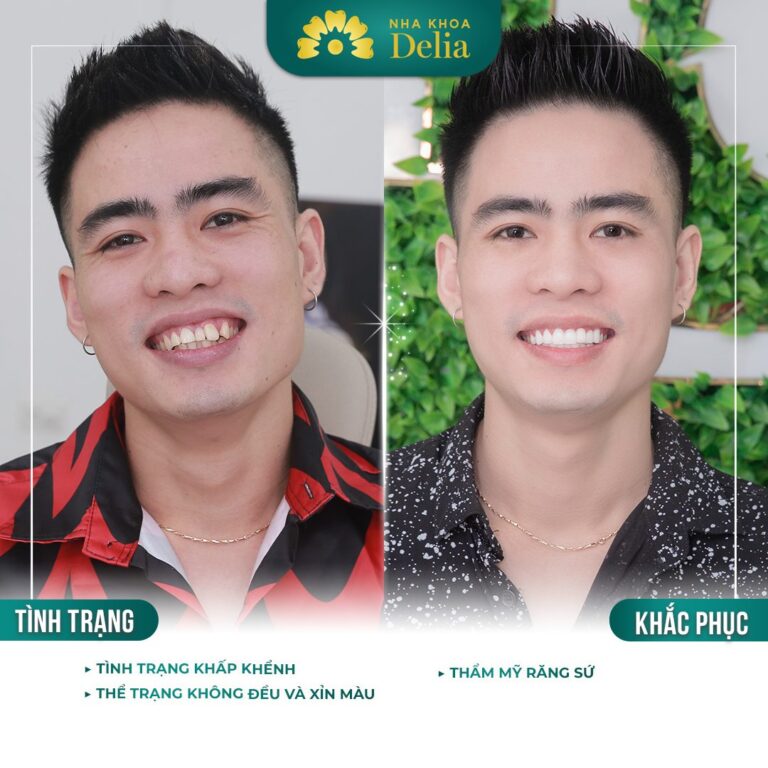 NHA KHOA
Delia
TÌNH TRẠNG
KHẮC PHỤC
▸ TÌNH TRẠNG KHẤP KHỂNH
▸ THỂ TRẠNG KHÔNG ĐỀU VÀ XỈN MÀU
▸ THẨM MỸ RĂNG SỨ